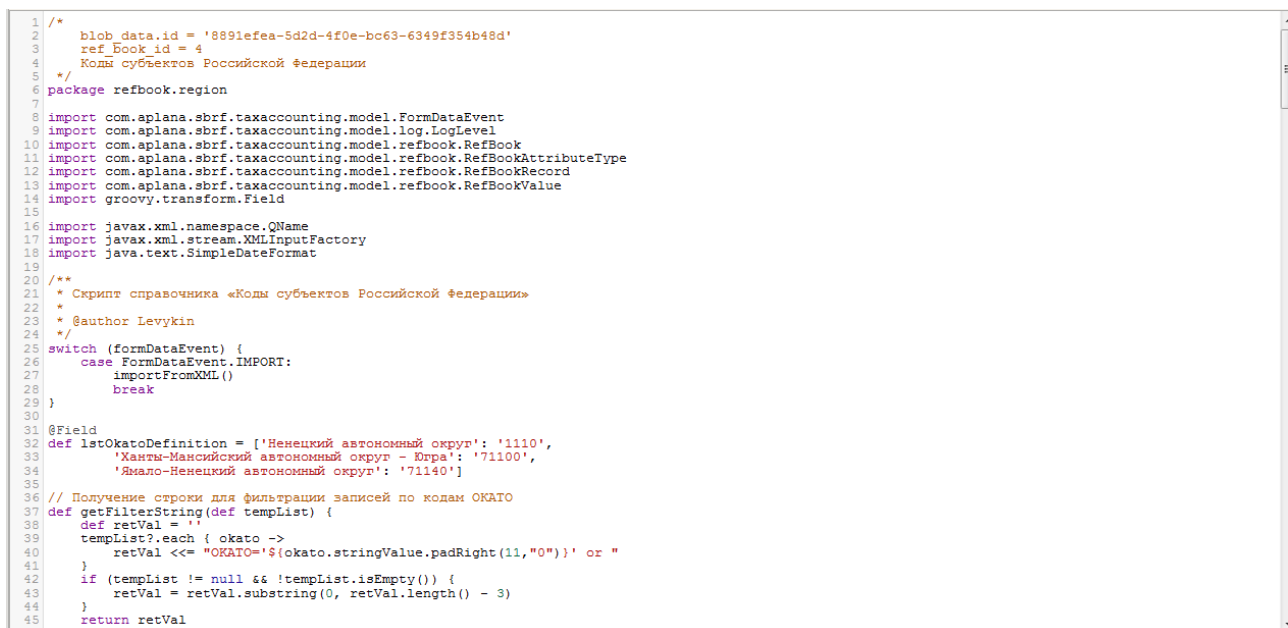 1 /*
2     blob_data.id = '8891efea-5d2d-4f0e-bc63-6349f354b48d'
3     ref_book_id = 4
4     Коды субъектов Российской Федерации
5  */
6 package refbook.region
7
8 import com.aplana.sbrf.taxaccounting.model.FormDataEvent
9 import com.aplana.sbrf.taxaccounting.model.log.LogLevel
10 import com.aplana.sbrf.taxaccounting.model.refbook.RefBook
11 import com.aplana.sbrf.taxaccounting.model.refbook.RefBookAttributeType
12 import com.aplana.sbrf.taxaccounting.model.refbook.RefBookRecord
13 import com.aplana.sbrf.taxaccounting.model.refbook.RefBookValue
14 import groovy.transform.Field
15
16 import javax.xml.namespace.QName
17 import javax.xml.stream.XMLInputFactory
18 import java.text.SimpleDateFormat
19
20 /**
21  * Скрипт справочника «Коды субъектов Российской Федерации»
22  *
23  * @author Levykin
24  */
25 switch (formDataEvent) {
26     case FormDataEvent.IMPORT:
27         importFromXML()
28         break
29 }
30
31 @Field
32 def lstOkatoDefinition = ['Ненецкий автономный округ': '1110',
33         'Ханты-Мансийский автономный округ - Югра': '71100',
34         'Ямало-Ненецкий автономный округ': '71140']
35
36 // Получение строки для фильтрации записей по кодам ОКАТО
37 def getFilterString(def tempList) {
38     def retVal = ''
39     tempList?.each { okato ->
40         retVal <<= "OKATO='${okato.stringValue.padRight(11,"0")}' or "
41     }
42     if (tempList != null && !tempList.isEmpty()) {
43         retVal = retVal.substring(0, retVal.length() - 3)
44     }
45     return retVal